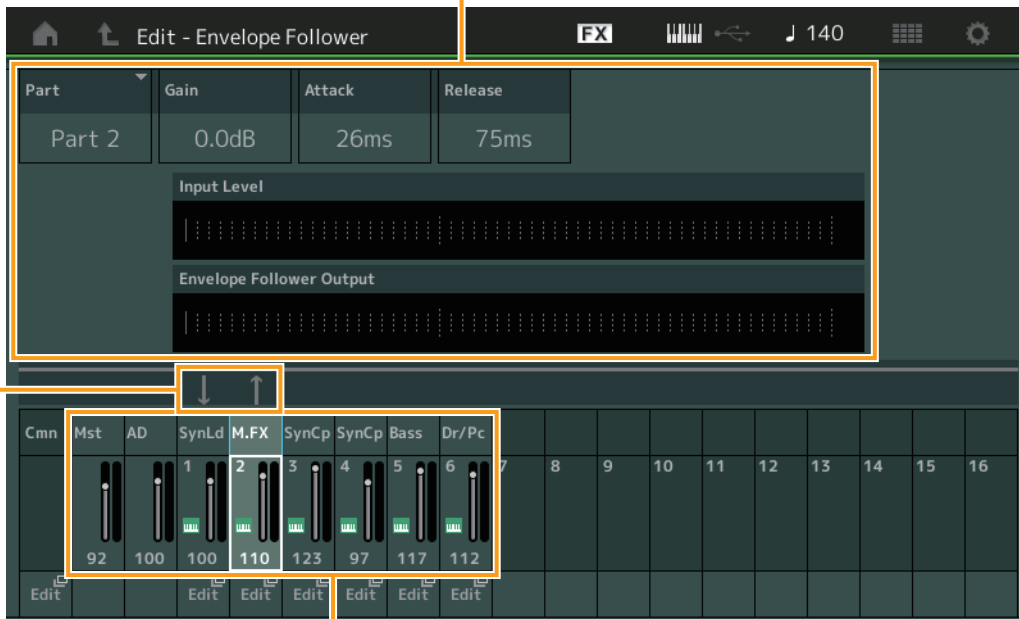 Edit - Envelope Follower FX ♩ 140
Part Gain Attack Release
Part 2 0.0dB 26ms 75ms
Input Level
Envelope Follower Output
↓ ↑
Cmn Mst AD SynLd M.FX SynCp SynCp Bass Dr/Pc
1 2 3 4 5 6 7 8 9 10 11 12 13 14 15 16
92 100 100 110 123 97 117 112
Edit Edit Edit Edit Edit Edit Edit